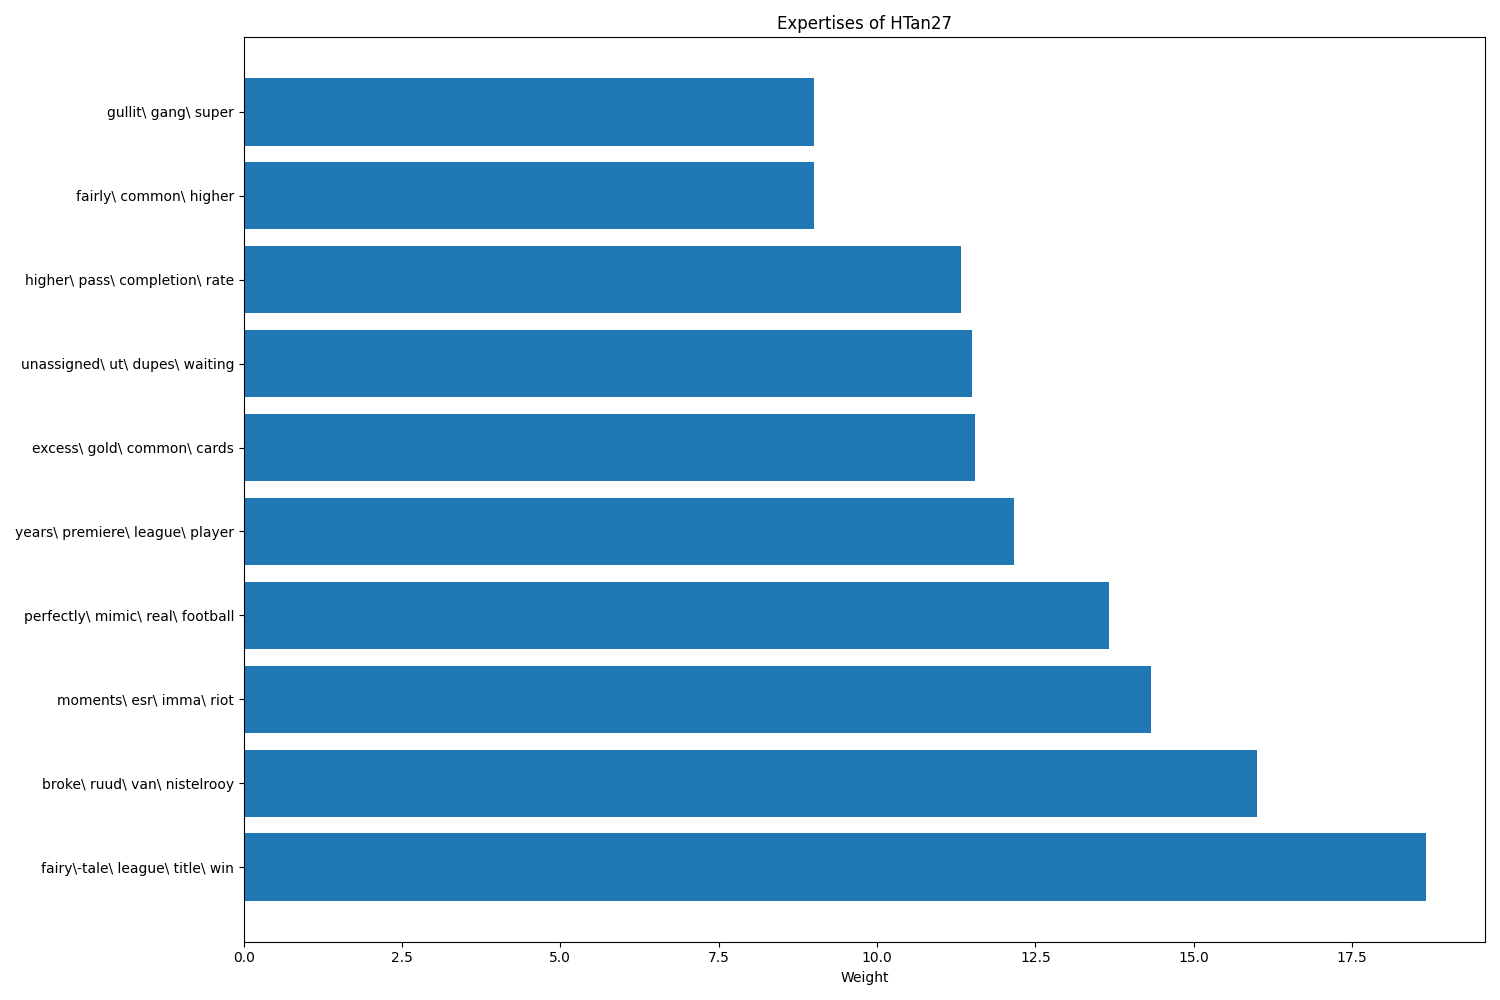 Expertises of HTan27
gullit\ gang\ super
fairly\ common\ higher
higher\ pass\ completion\ rate
unassigned\ ut\ dupes\ waiting
excess\ gold\ common\ cards
years\ premiere\ league\ player
perfectly\ mimic\ real\ football
moments\ esr\ imma\ riot
broke\ ruud\ van\ nistelrooy
fairy\-tale\ league\ title\ win
0.0 2.5 5.0 7.5 10.0 12.5 15.0 17.5
Weight